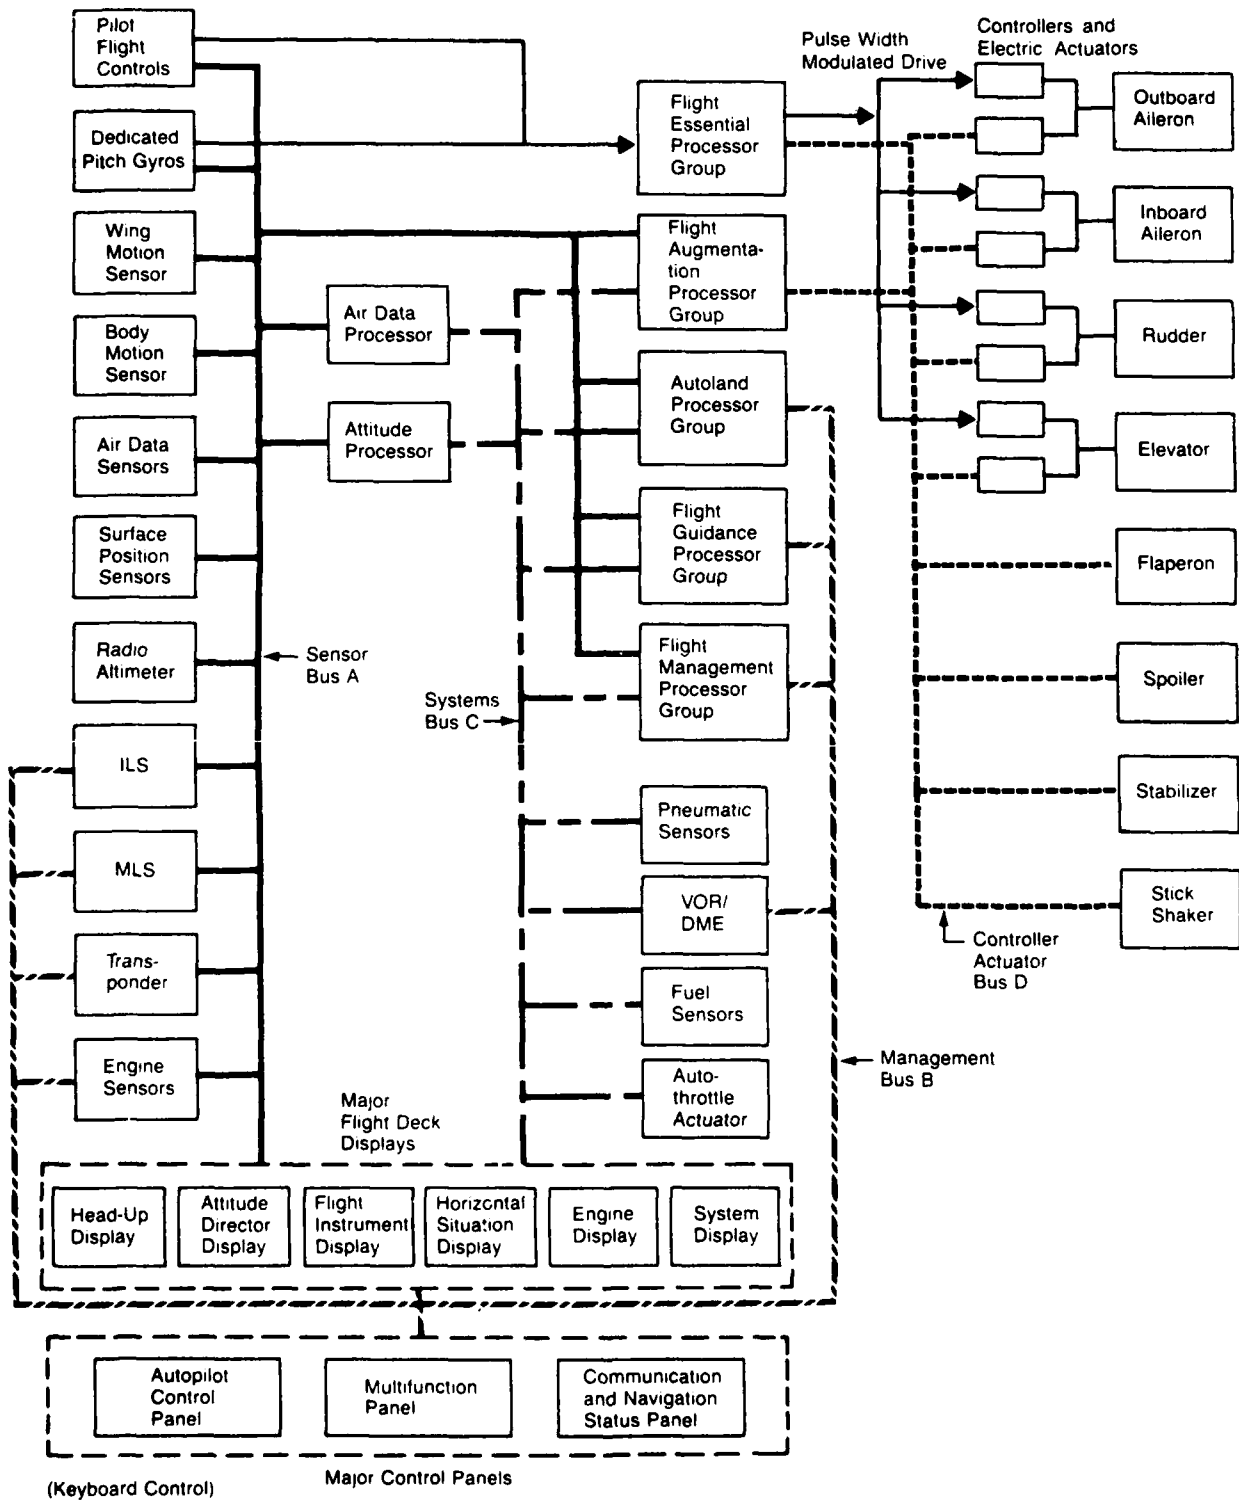 Pilot
Flight
Controls
Dedicated
Pitch Gyros
Wing
Motion
Sensor
Body
Motion
Sensor
Air Data
Sensors
Surface
Position
Sensors
Radio
Altimeter
ILS
MLS
Trans-
ponder
Engine
Sensors
Sensor
Bus A
Air Data
Processor
Attitude
Processor
Systems
Bus C
Flight
Essential
Processor
Group
Flight
Augmenta-
tion
Processor
Group
Autoland
Processor
Group
Flight
Guidance
Processor
Group
Flight
Management
Processor
Group
Pneumatic
Sensors
VOR/
DME
Fuel
Sensors
Auto-
throttle
Actuator
Pulse Width
Modulated Drive
Controllers and
Electric Actuators
Outboard
Aileron
Inboard
Aileron
Rudder
Elevator
Flaperon
Spoiler
Stabilizer
Stick
Shaker
Controller
Actuator
Bus D
Management
Bus B
Major
Flight Deck
Displays
Head-Up
Display
Attitude
Director
Display
Flight
Instrument
Display
Horizontal
Situation
Display
Engine
Display
System
Display
Autopilot
Control
Panel
Multifunction
Panel
Communication
and Navigation
Status Panel
(Keyboard Control)
Major Control Panels